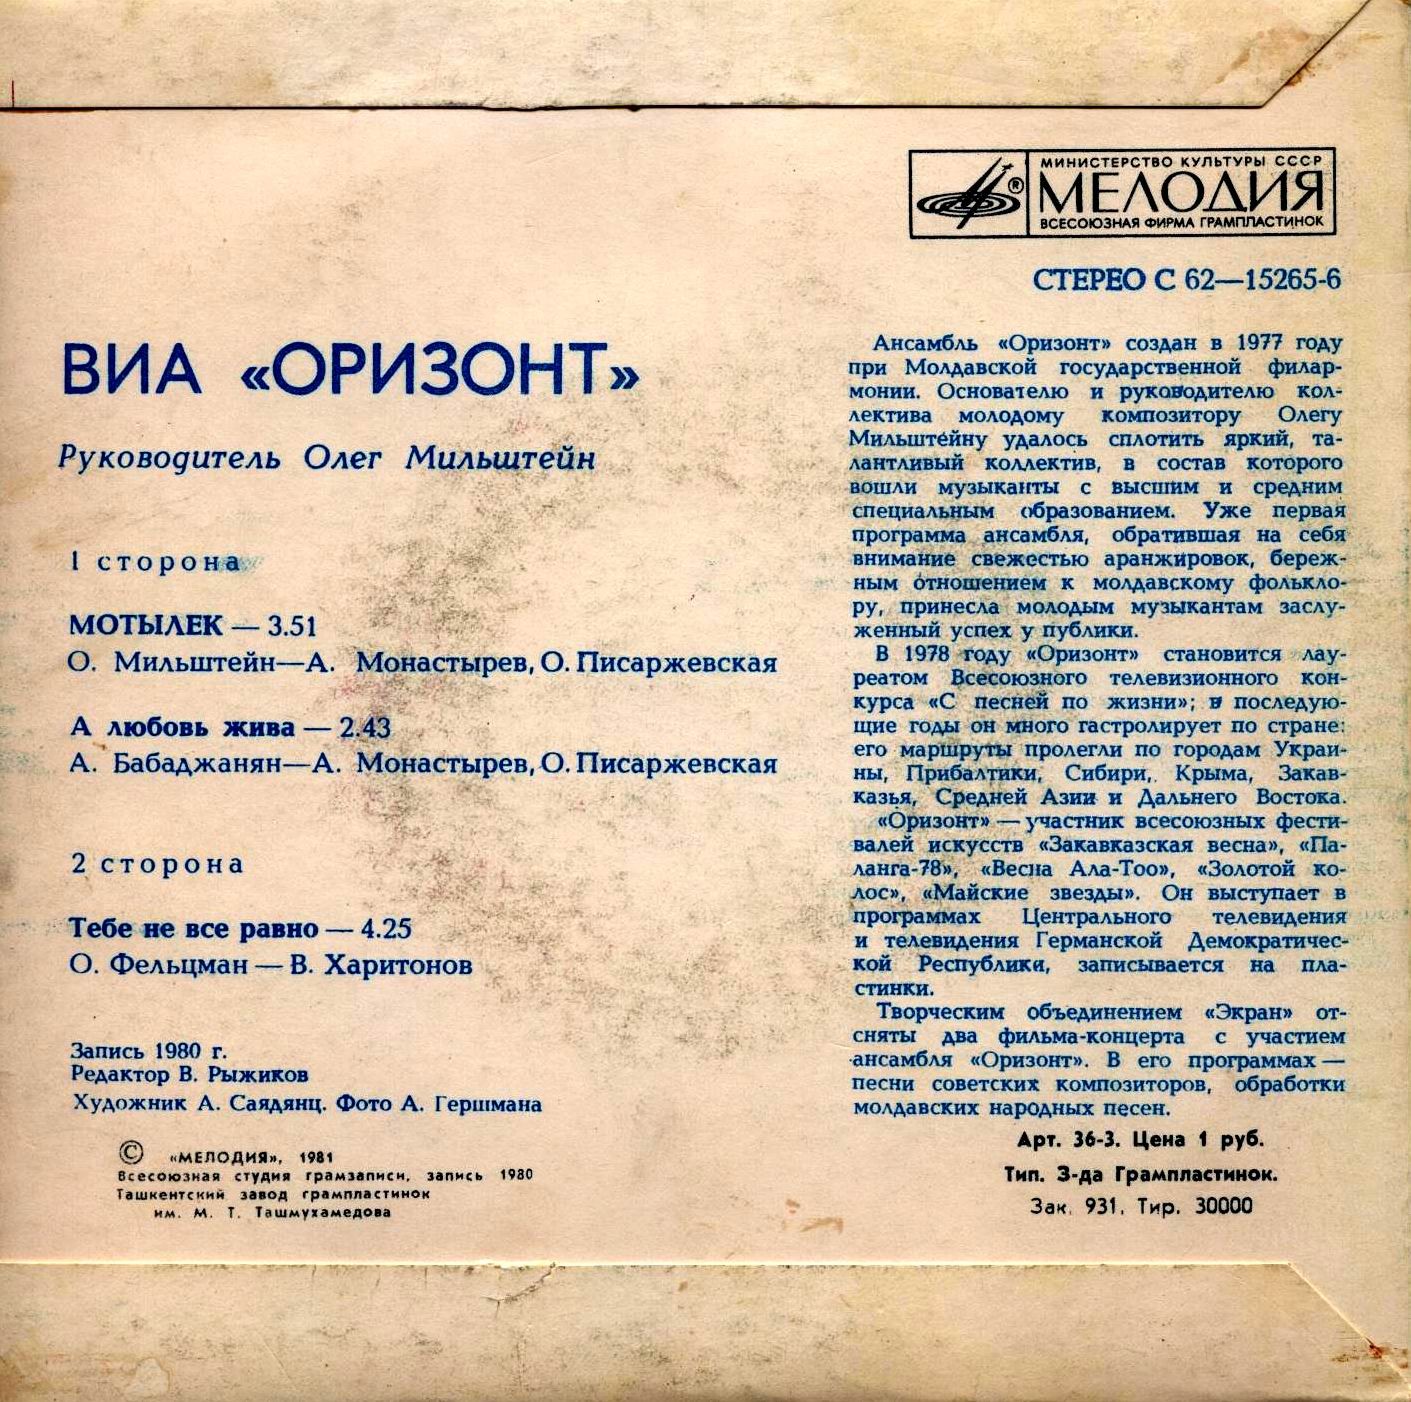 МИНИСТЕРСТВО КУЛЬТУРЫ СССР
МЕЛОДИЯ
ВСЕСОЮЗНАЯ ФИРМА ГРАМПЛАСТИНОК
®
СТЕРЕО С 62—15265-6
ВИА «ОРИЗОНТ»
Руководитель Олег Мильштейн
1 сторона
МОТЫЛЕК — 3.51
О. Мильштейн—А. Монастырев, О. Писаржевская
А любовь жива — 2.43
А. Бабаджанян—А. Монастырев, О. Писаржевская
2 сторона
Тебе не все равно — 4.25
О. Фельцман — В. Харитонов
Запись 1980 г.
Редактор В. Рыжиков
Художник А. Саядянц. Фото А. Гершмана
© «МЕЛОДИЯ», 1981
Всесоюзная студия грамзаписи, запись 1980
Ташкентский завод грампластинок
им. М. Т. Ташмухамедова
Ансамбль «Оризонт» создан в 1977 году
при Молдавской государственной филар-
монии. Основателю и руководителю кол-
лектива молодому композитору Олегу
Мильштейну удалось сплотить яркий, та-
лантливый коллектив, в состав которого
вошли музыканты с высшим и средним
специальным образованием. Уже первая
программа ансамбля, обратившая на себя
внимание свежестью аранжировок, береж-
ным отношением к молдавскому фолькло-
ру, принесла молодым музыкантам заслу-
женный успех у публики.
В 1978 году «Оризонт» становится лау-
реатом Всесоюзного телевизионного кон-
курса «С песней по жизни»; в последую-
щие годы он много гастролирует по стране:
его маршруты пролегли по городам Украи-
ны, Прибалтики, Сибири, Крыма, Закав-
казья, Средней Азии и Дальнего Востока.
«Оризонт» — участник всесоюзных фести-
валей искусств «Закавказская весна», «Па-
ланга-78», «Весна Ала-Тоо», «Золотой ко-
лос», «Майские звезды». Он выступает в
программах Центрального телевидения
и телевидения Германской Демократичес-
кой Республики, записывается на пла-
стинки.
Творческим объединением «Экран» от-
сняты два фильма-концерта с участием
ансамбля «Оризонт». В его программах —
песни советских композиторов, обработки
молдавских народных песен.
Арт. 36-3. Цена 1 руб.
Тип. З-да Грампластинок.
Зак. 931. Тир. 30000